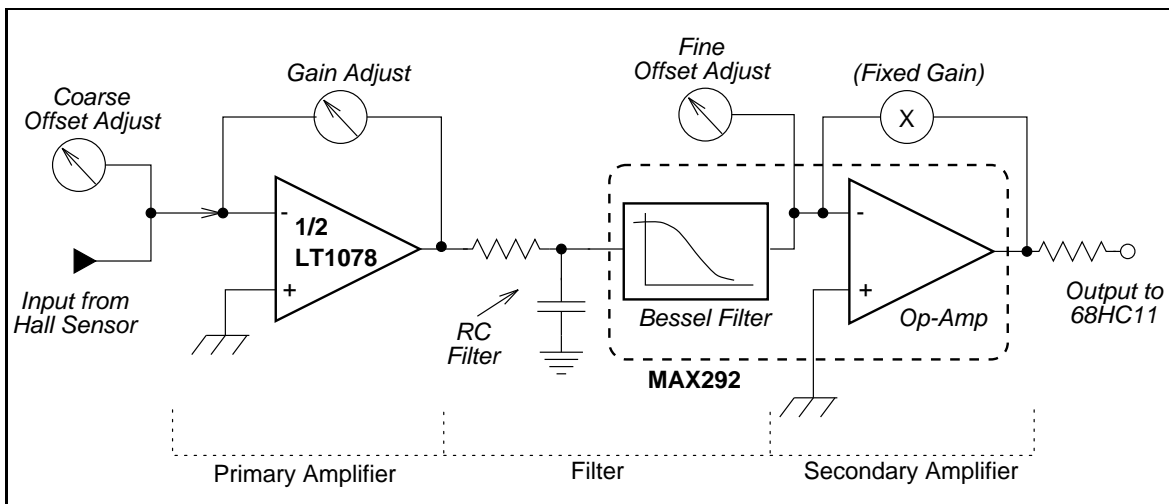 Coarse
Offset Adjust
Gain Adjust
Fine
Offset Adjust
(Fixed Gain)
X
-
1/2
LT1078
+
Input from
Hall Sensor
RC
Filter
Bessel Filter
MAX292
-
+
Op-Amp
Output to
68HC11
Primary Amplifier
Filter
Secondary Amplifier